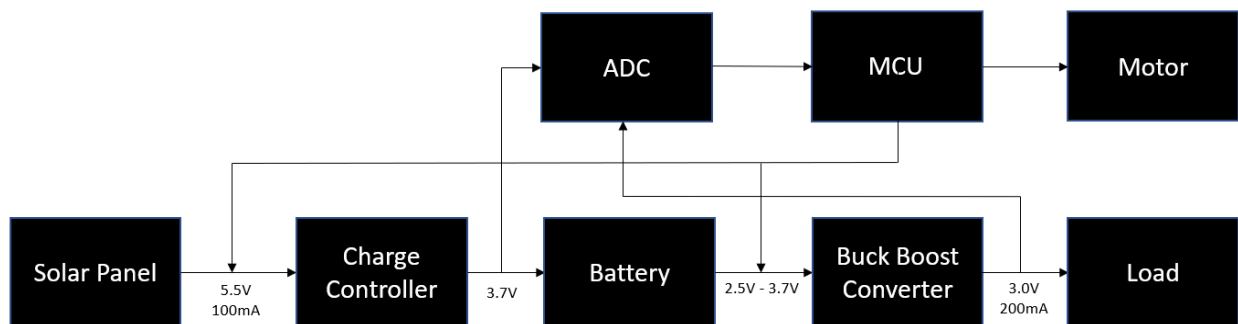 ADC
MCU
Motor
Solar Panel
5.5V
100mA
Charge
Controller
3.7V
Battery
2.5V - 3.7V
Buck Boost
Converter
3.0V
200mA
Load